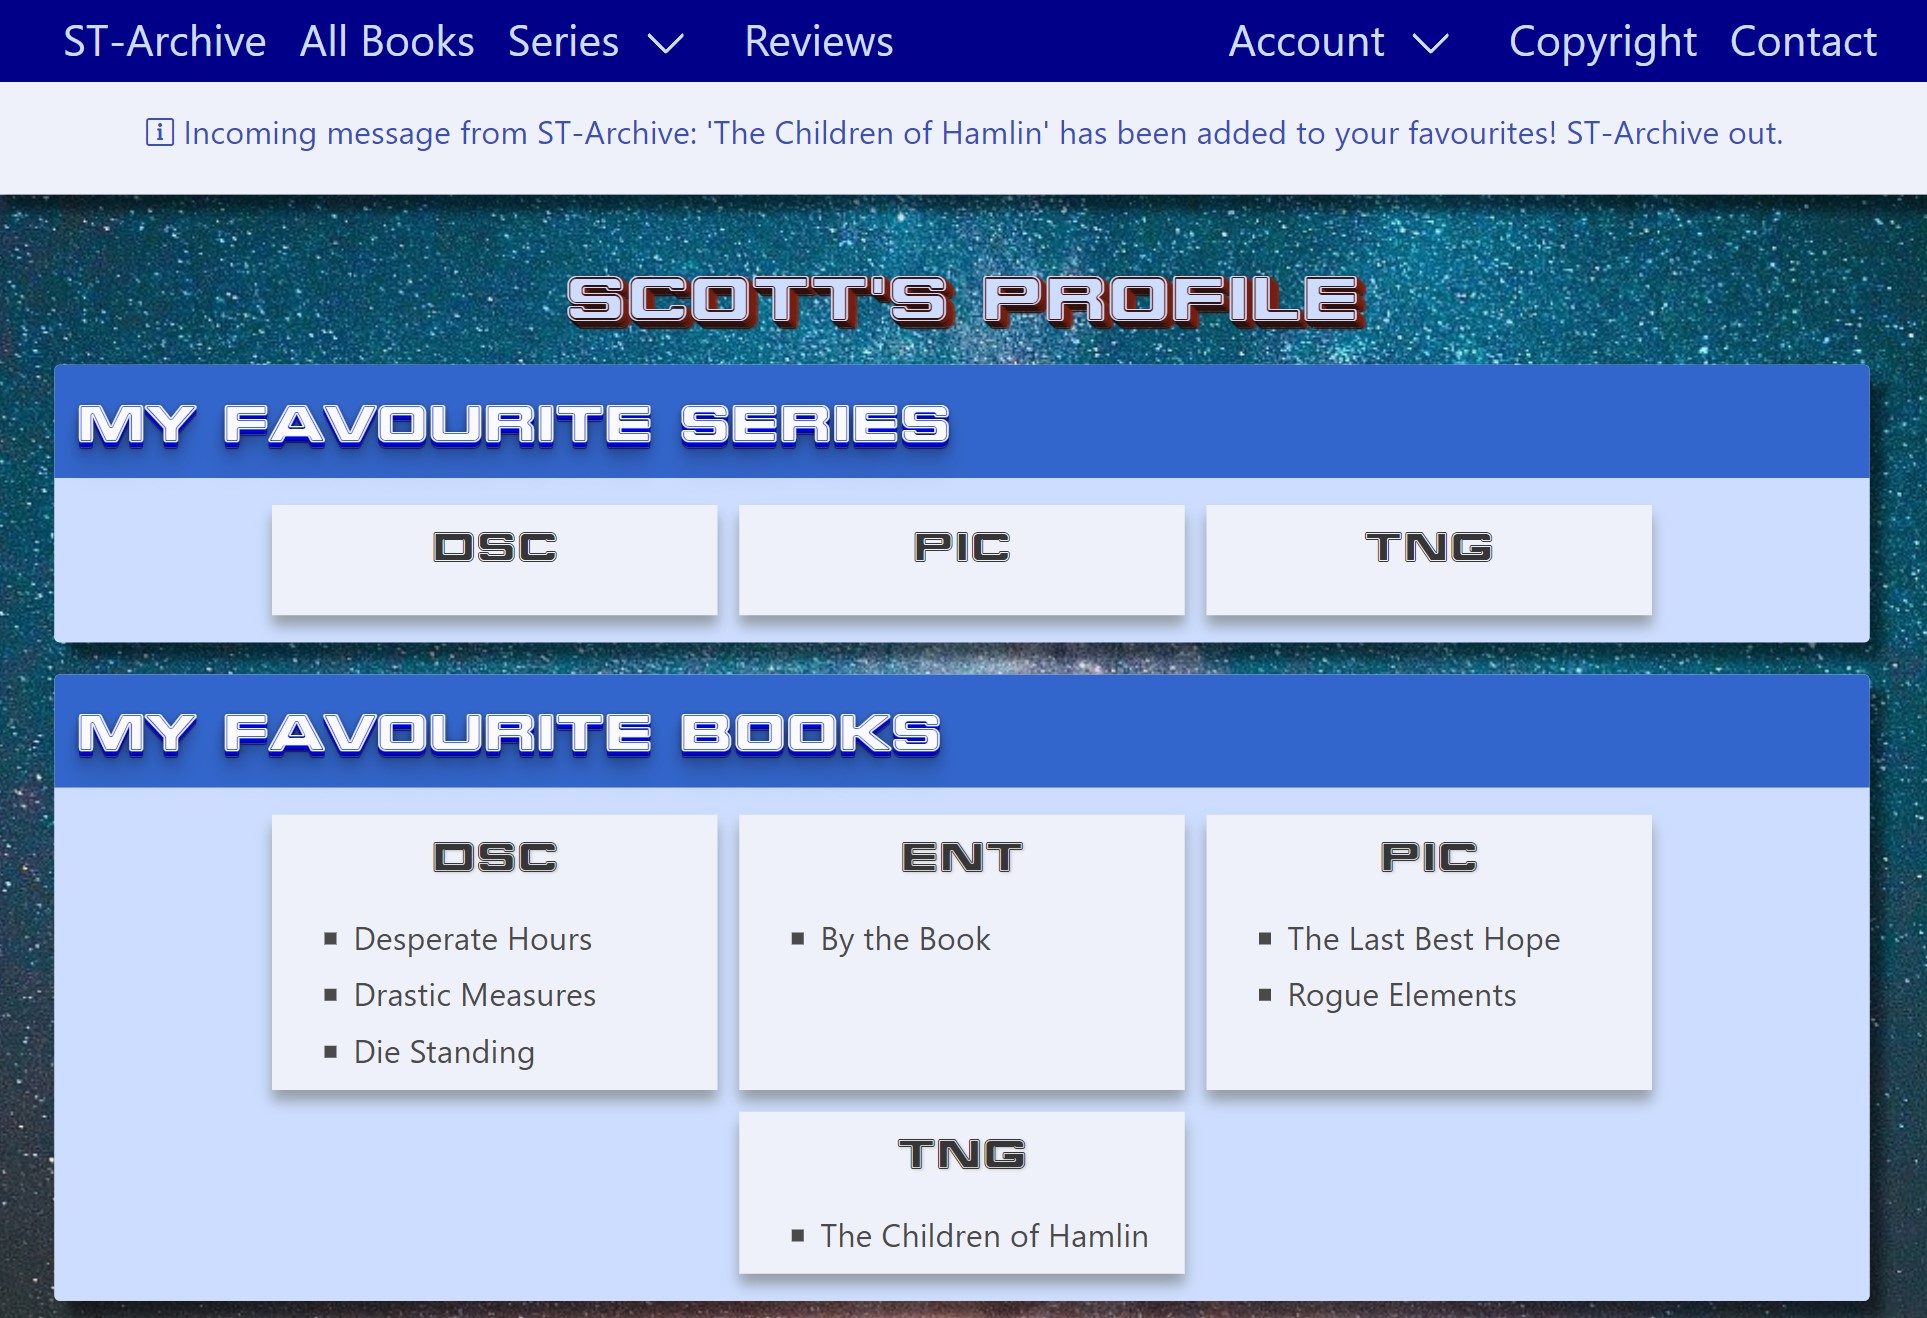 ST-Archive All Books Series Reviews Account Copyright Contact
Incoming message from ST-Archive: 'The Children of Hamlin' has been added to your favourites! ST-Archive out.
SCOTT'S PROFILE
MY FAVOURITE SERIES
DSC
PIC
TNG
MY FAVOURITE BOOKS
DSC
Desperate Hours
Drastic Measures
Die Standing
ENT
By the Book
PIC
The Last Best Hope
Rogue Elements
TNG
The Children of Hamlin